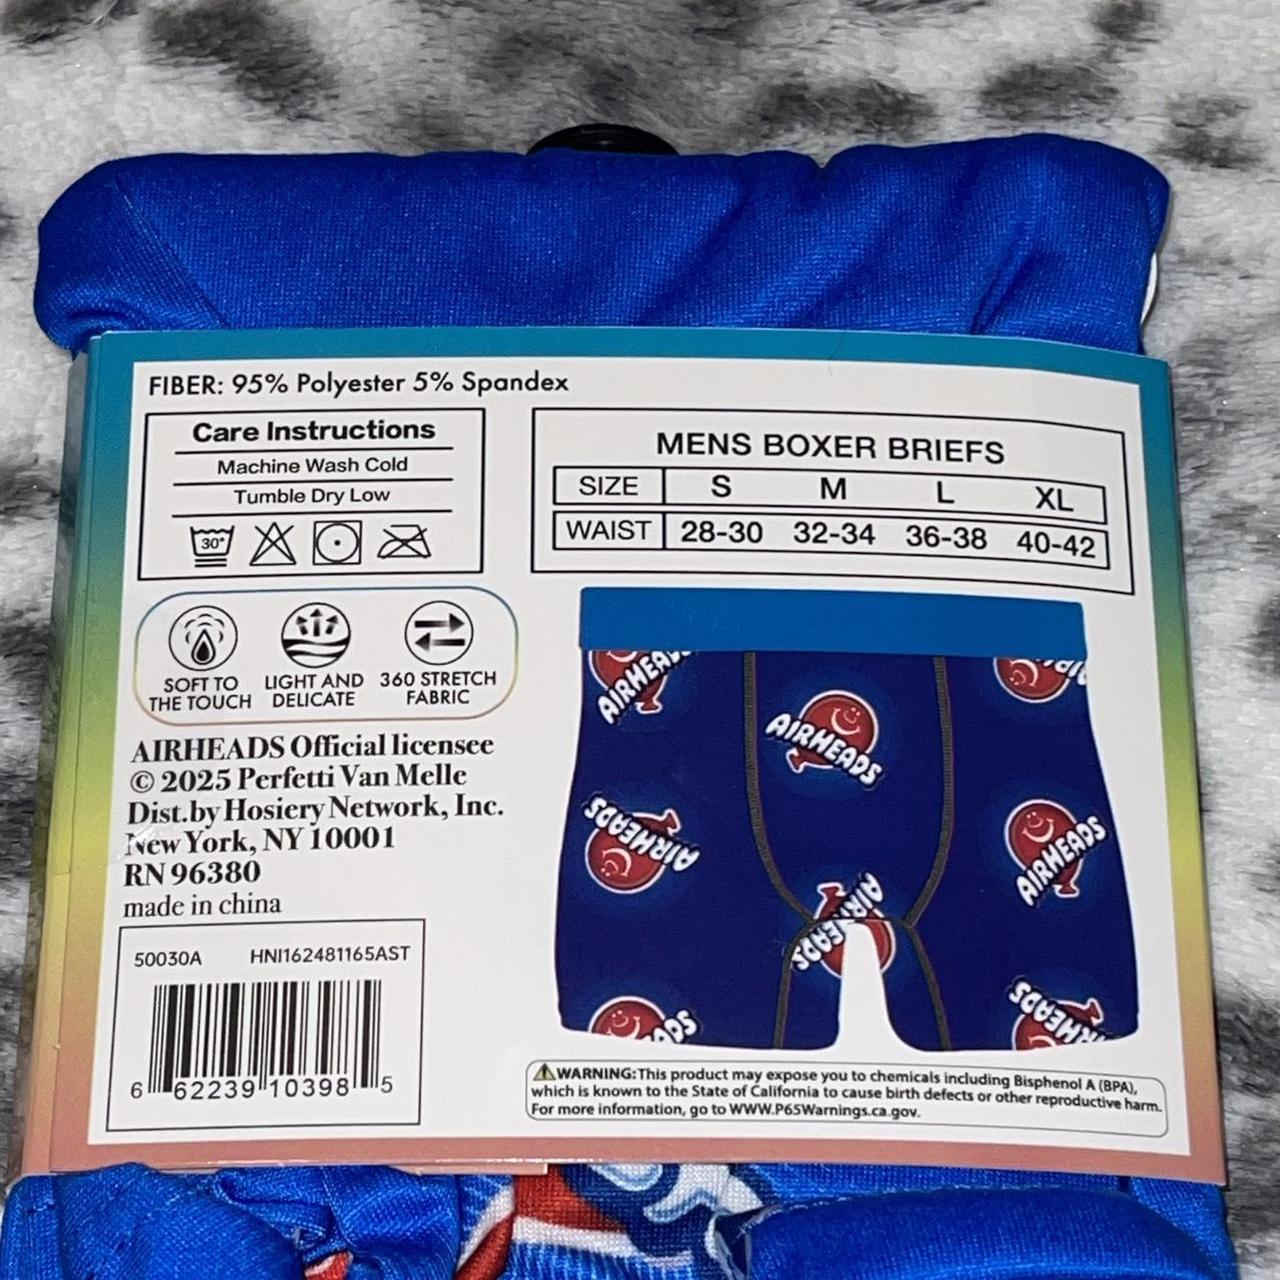 FIBER: 95% Polyester 5% Spandex
Care Instructions
Machine Wash Cold
Tumble Dry Low
30°
MENS BOXER BRIEFS
SIZE S M L XL
WAIST 28-30 32-34 36-38 40-42
SOFT TO
THE TOUCH
LIGHT AND
DELICATE
360 STRETCH
FABRIC
AIRHEADS Official licensee
© 2025 Perfetti Van Melle
Dist.by Hosiery Network, Inc.
New York, NY 10001
RN 96380
made in china
50030A HNI162481165AST
6 62239 10398 5
AIRHEADS
AIRHEADS
AIRHEADS
AIRHEADS
AIRHEADS
WARNING: This product may expose you to chemicals including Bisphenol A (BPA),
which is known to the State of California to cause birth defects or other reproductive harm.
For more information, go to WWW.P65Warnings.ca.gov.